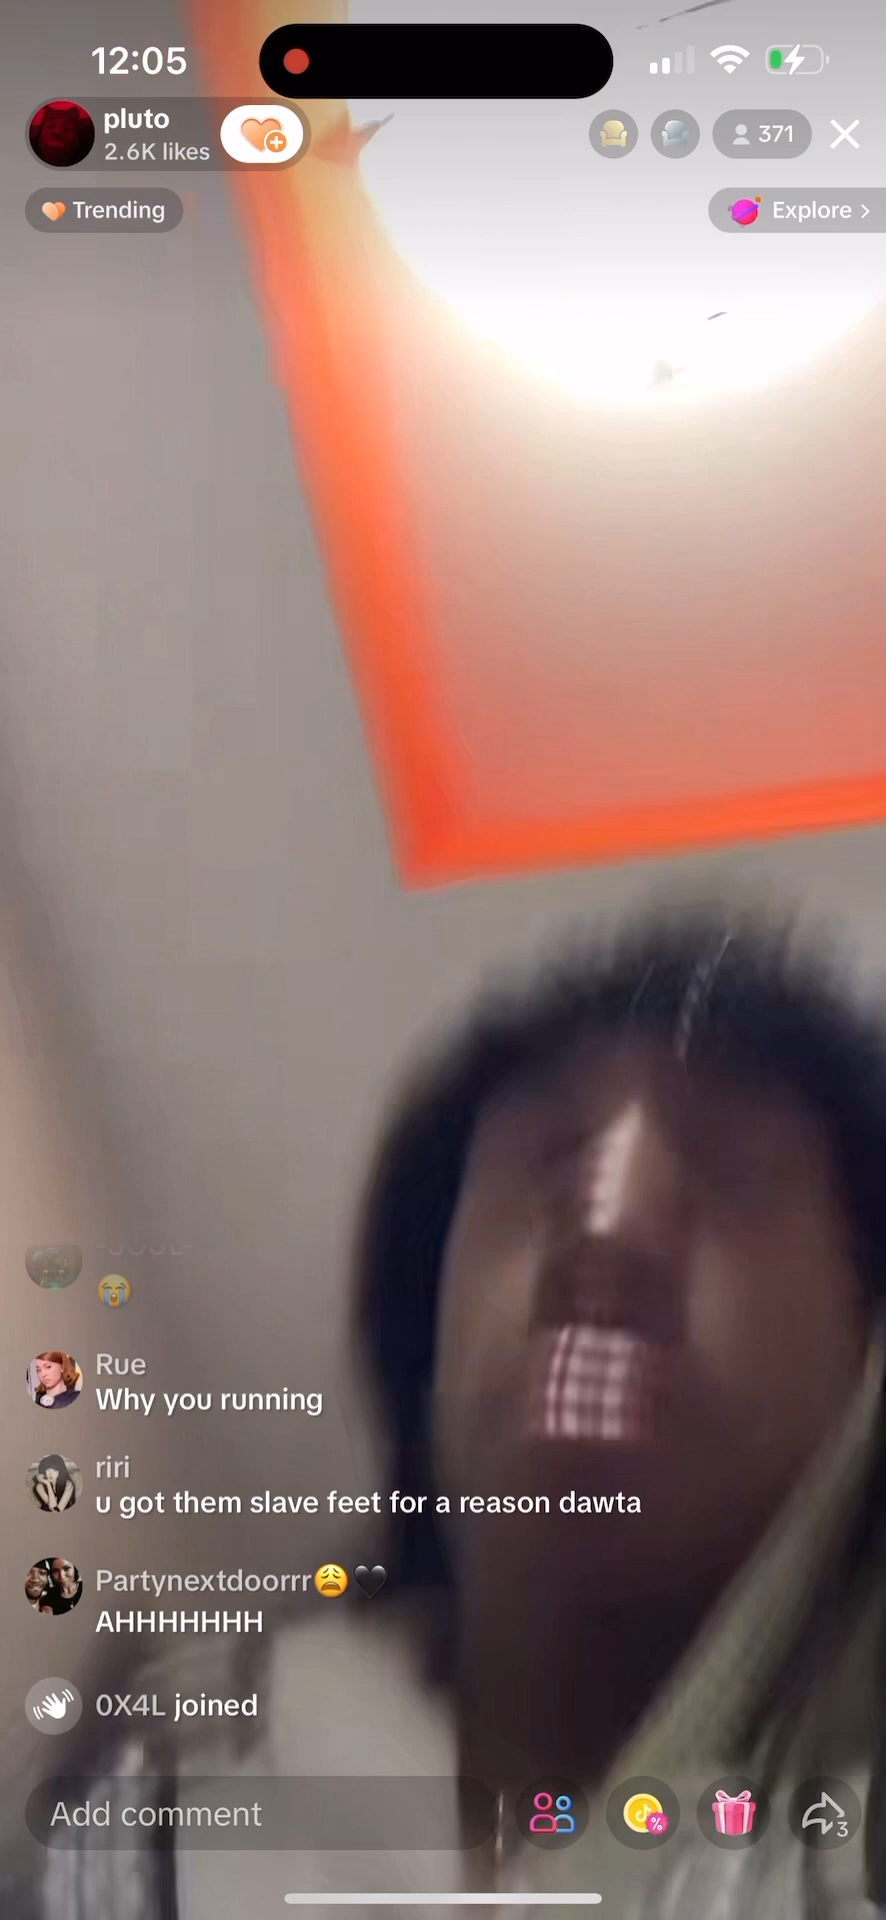 12:05
pluto
2.6K likes
371
Trending
Explore >
-SOUL-
😭
Rue
Why you running
riri
u got them slave feet for a reason dawta
Partynextdoorrr😩🖤
AHHHHHHH
0X4L joined
Add comment
3